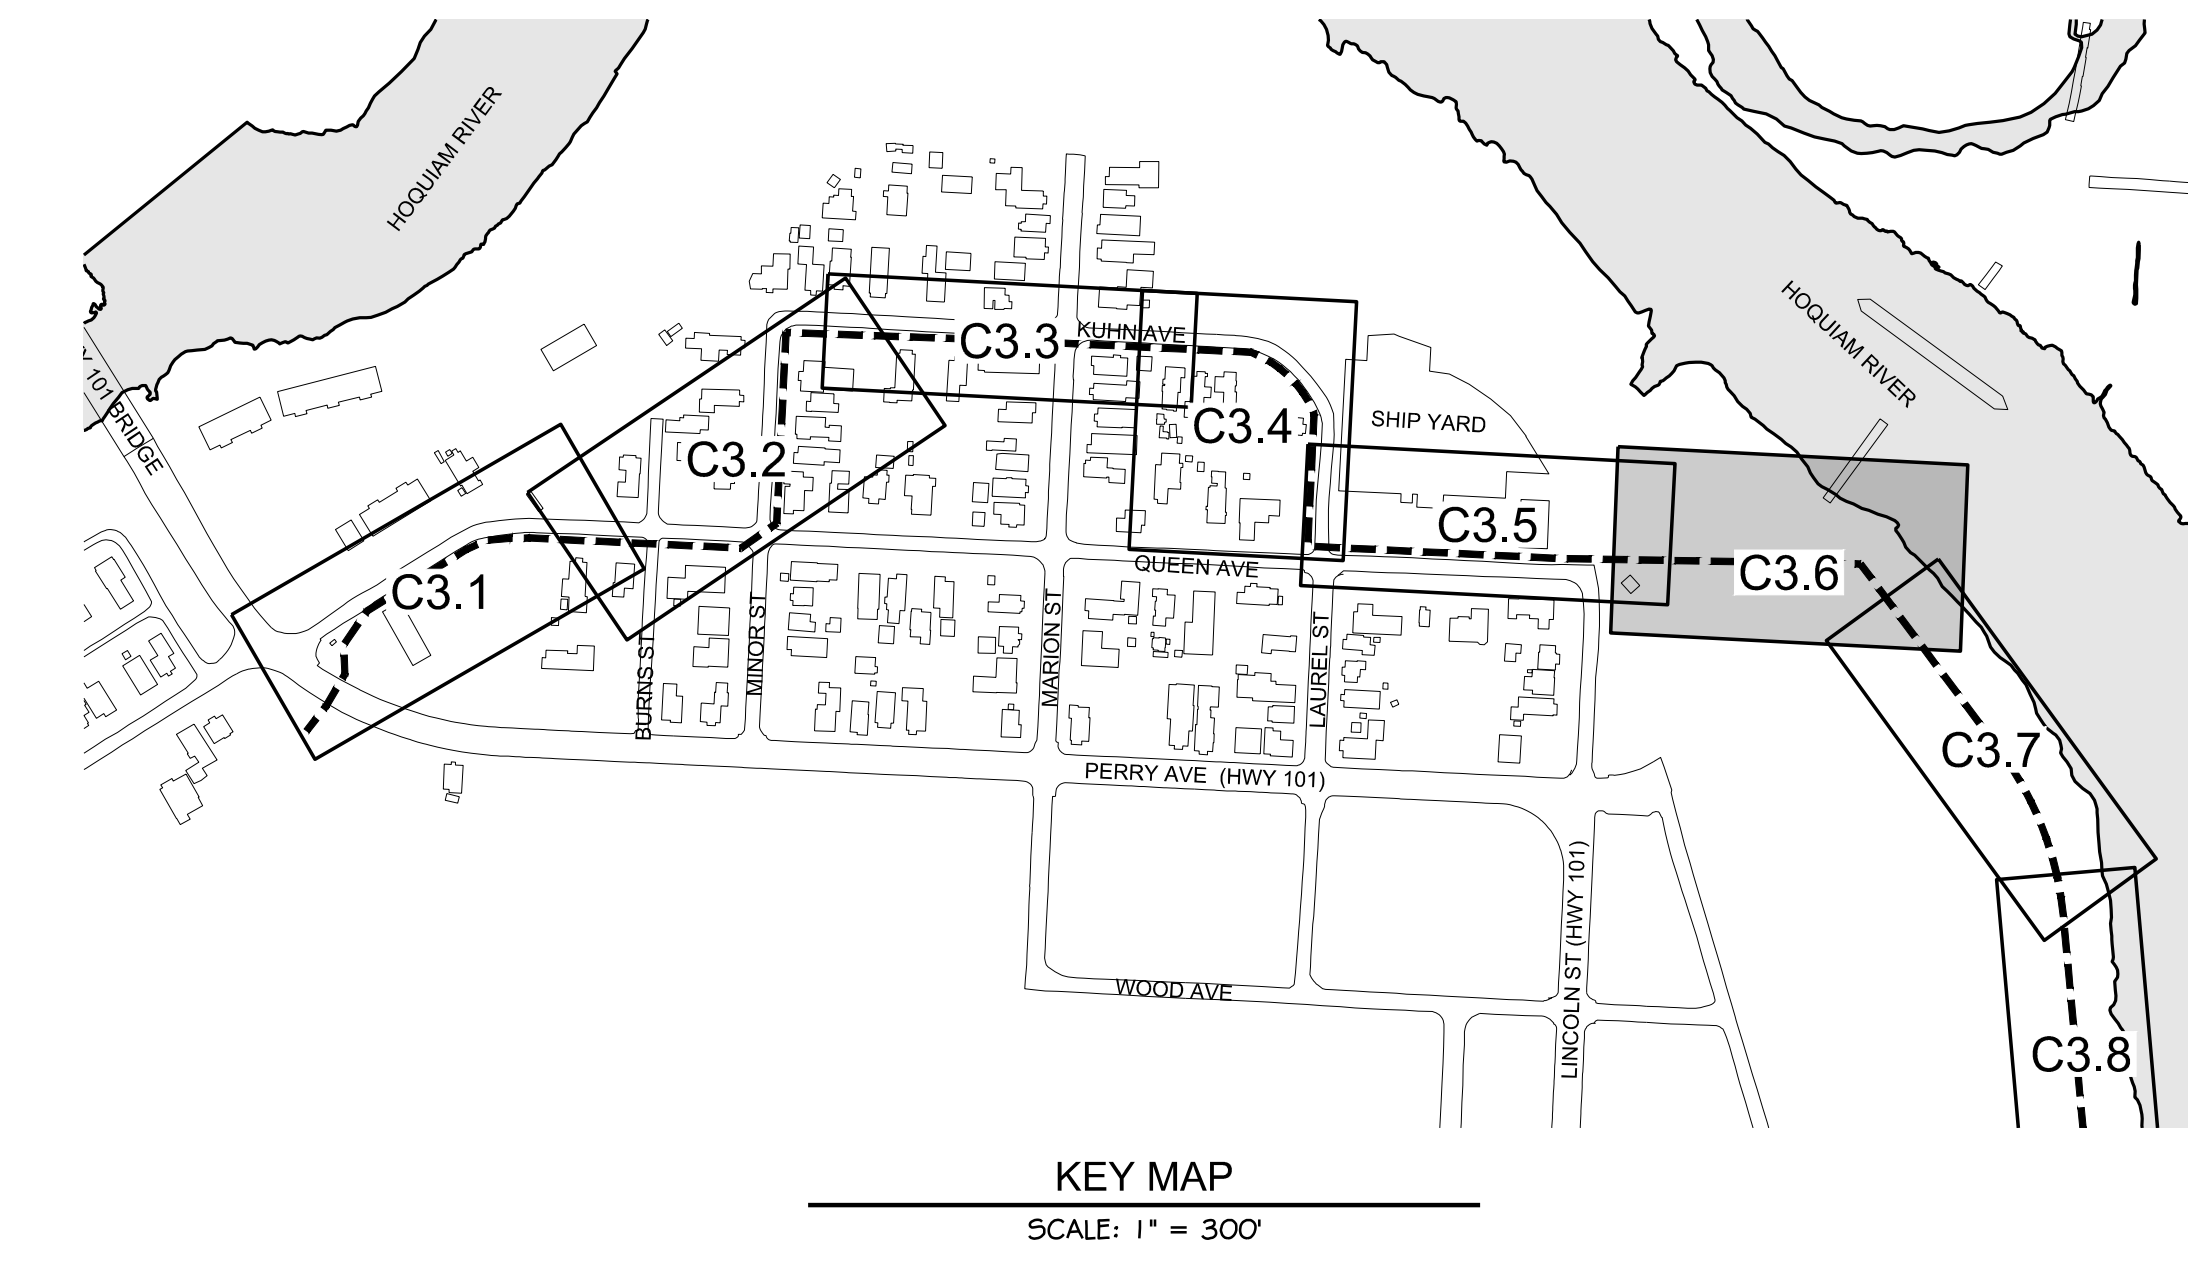 HOQUIAM RIVER
HOQUIAM RIVER
Y 101 BRIDGE
KUHN AVE
C3.3
C3.4
SHIP YARD
C3.2
C3.5
C3.1
C3.6
QUEEN AVE
BURNS ST
MINOR ST
MARION ST
LAUREL ST
C3.7
PERRY AVE (HWY 101)
LINCOLN ST (HWY 101)
WOOD AVE
C3.8
KEY MAP
SCALE: 1" = 300'